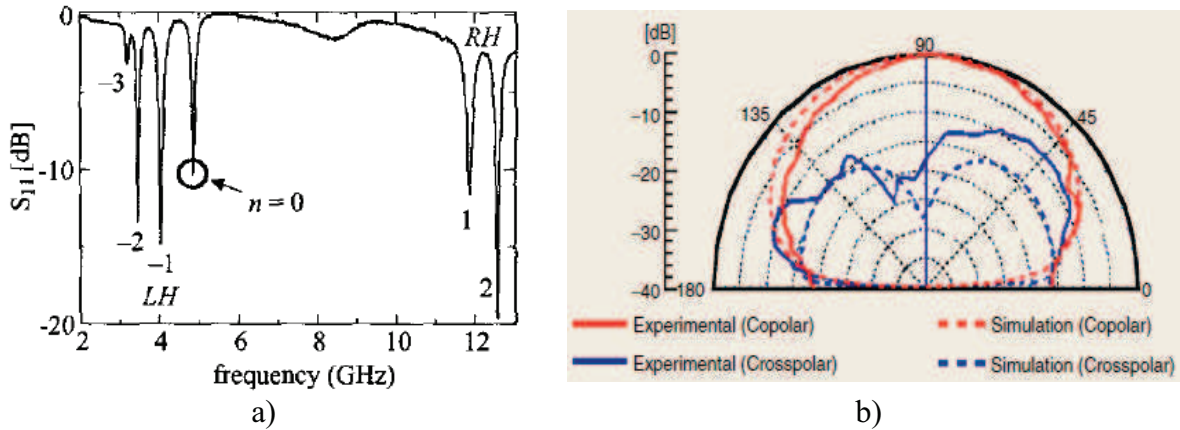 0
RH
-3
S₁₁ [dB]
-10
n = 0
-2
-1
LH
1
2
-20
2 4 6 8 10 12
frequency (GHz)
a)
[dB]
90
0
135
45
-10
-20
-30
-40
180
0
Experimental (Copolar)
Simulation (Copolar)
Experimental (Crosspolar)
Simulation (Crosspolar)
b)